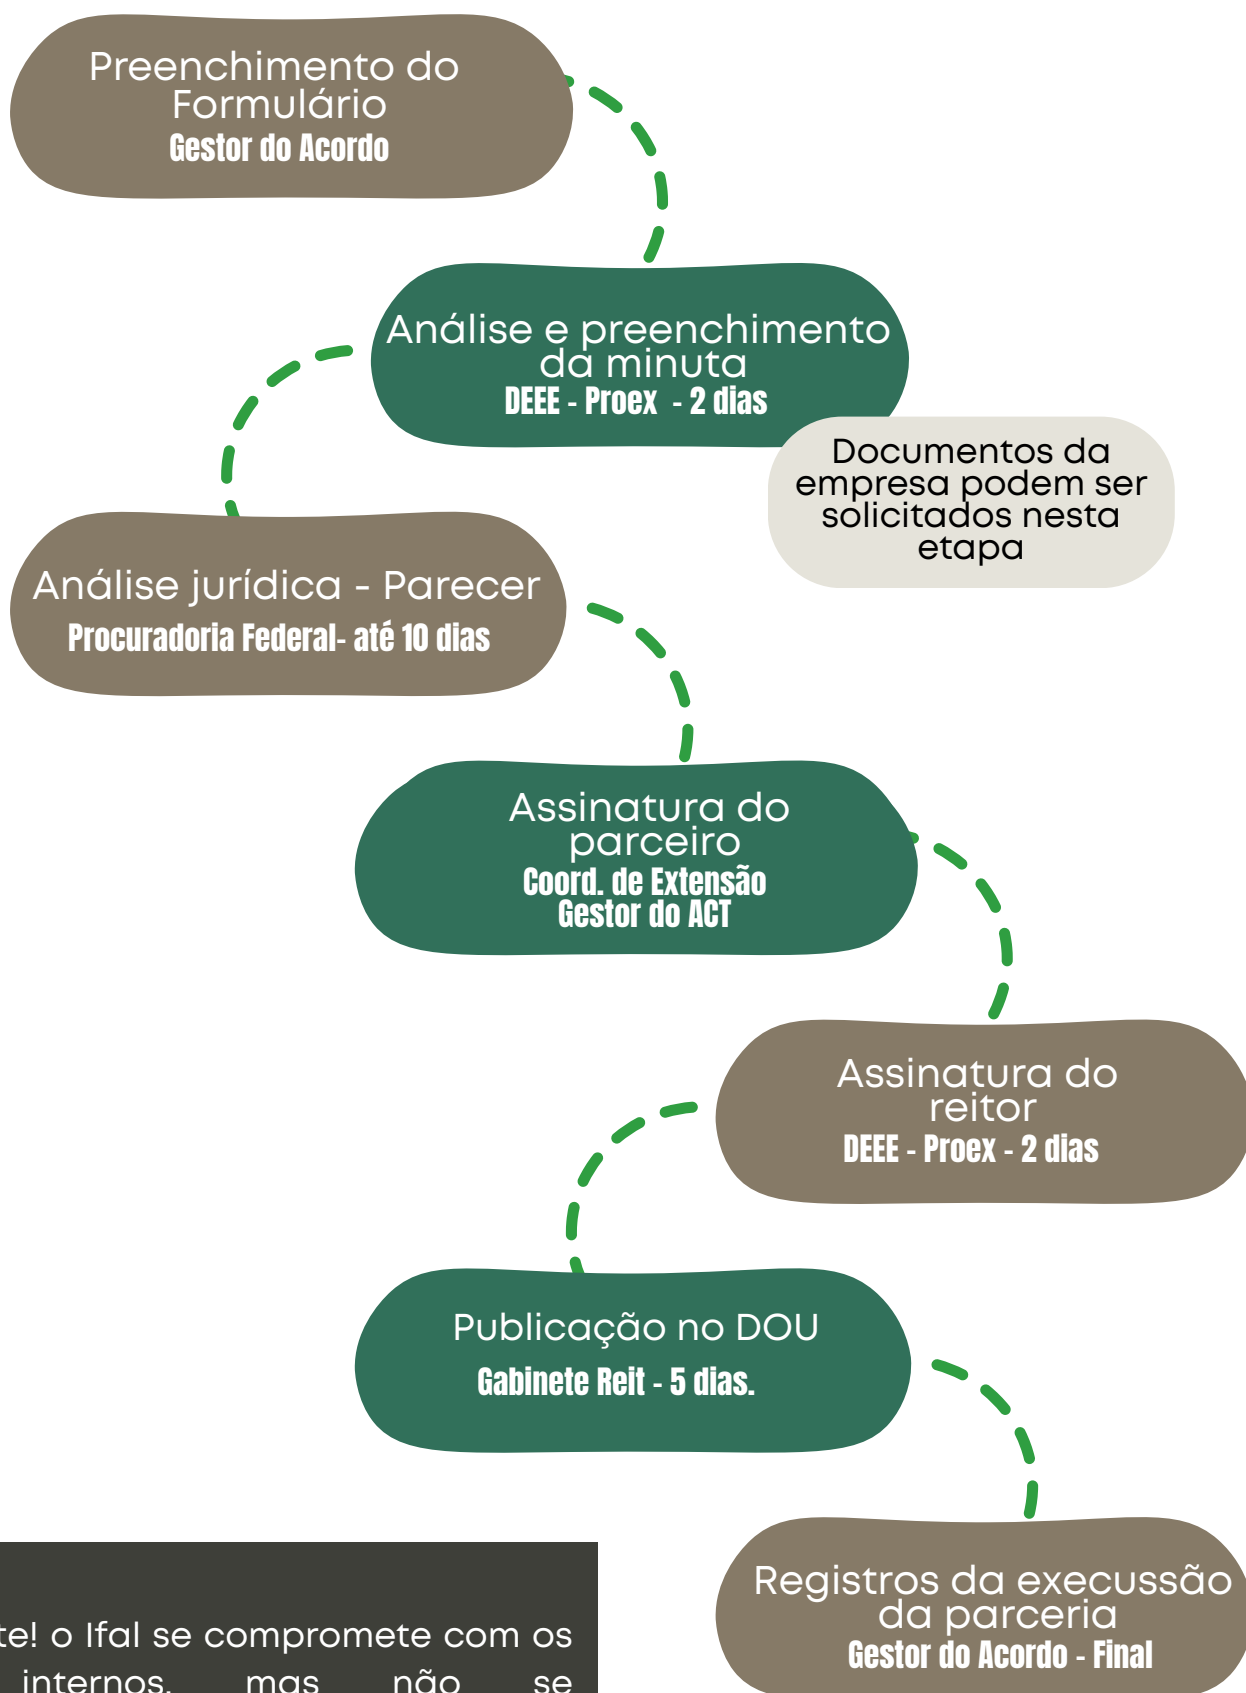 Preenchimento do
Formulário
Gestor do Acordo
Análise e preenchimento
da minuta
DEEE - Proex - 2 dias
Documentos da
empresa podem ser
solicitados nesta
etapa
Análise jurídica - Parecer
Procuradoria Federal- até 10 dias
Assinatura do
parceiro
Coord. de Extensão
Gestor do ACT
Assinatura do
reitor
DEEE - Proex - 2 dias
Publicação no DOU
Gabinete Reit - 5 dias.
Registros da execussão
da parceria
Gestor do Acordo - Final
te! o Ifal se compromete com os
internos, mas não se